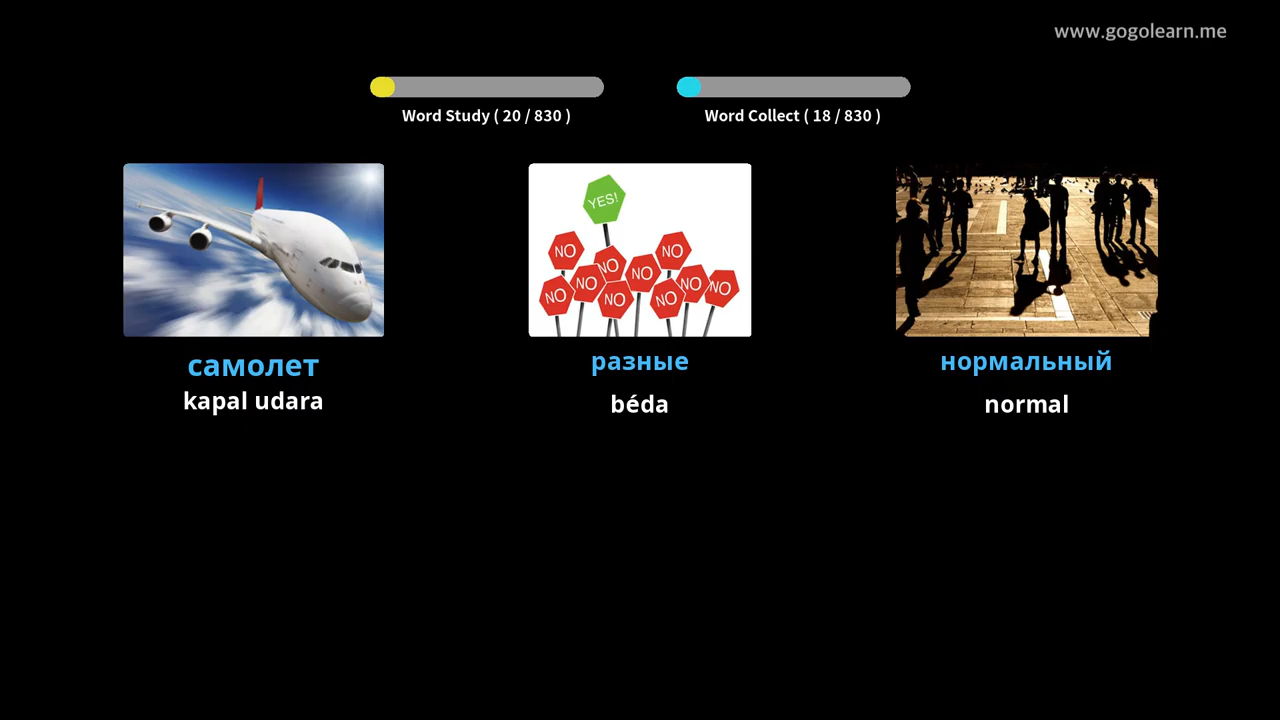 www.gogolearn.me
Word Study ( 20 / 830 )
Word Collect ( 18 / 830 )
YES!
NO
NO
NO
NO
NO
NO
NO
NO
NO
NO
самолет
разные
нормальный
kapal udara
béda
normal